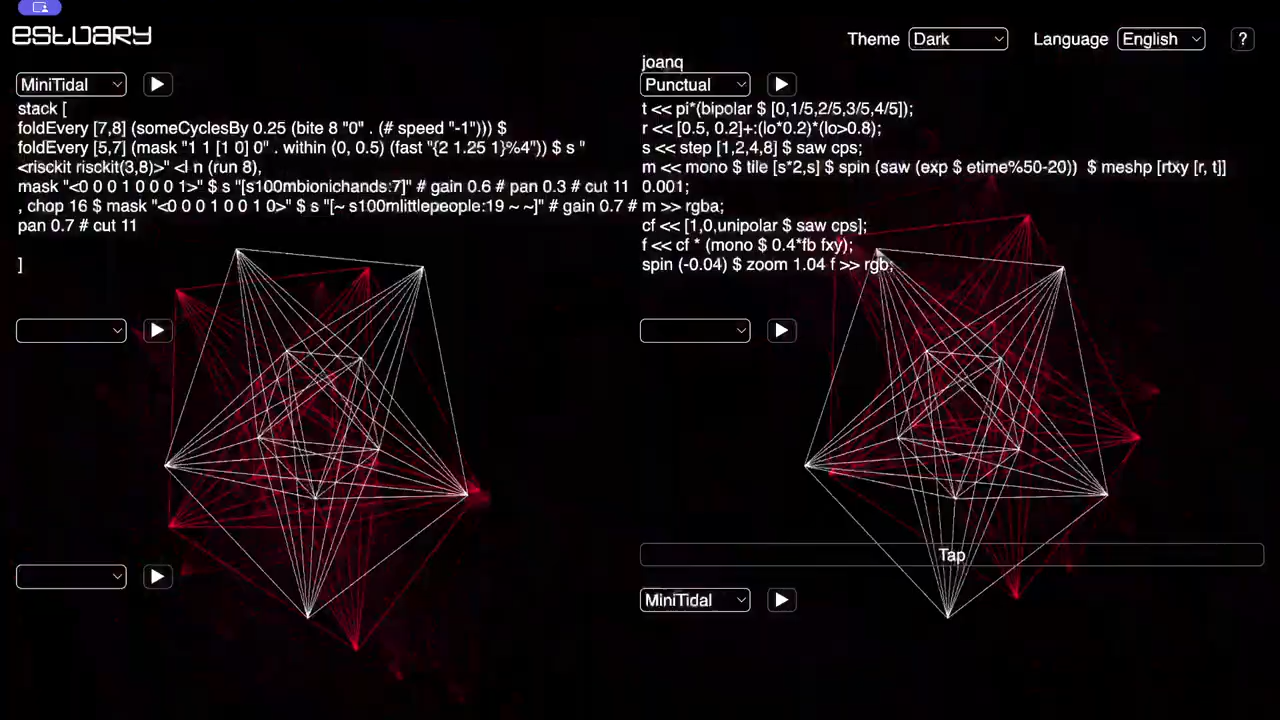 estuary
Theme Dark Language English ?
MiniTidal
stack [
foldEvery [7,8] (someCyclesBy 0.25 (bite 8 "0" . (# speed "-1"))) $
foldEvery [5,7] (mask "1 1 [1 0] 0" . within (0, 0.5) (fast "{2 1.25 1}%4")) $ s "
<risckit risckit(3,8)>" <| n (run 8),
mask "<0 0 0 1 0 0 0 1>" $ s "[s100mbionichands:7]" # gain 0.6 # pan 0.3 # cut 11
, chop 16 $ mask "<0 0 0 1 0 0 1 0>" $ s "[~ s100mlittlepeople:19 ~ ~]" # gain 0.7 #
pan 0.7 # cut 11
]
joanq
Punctual
t << pi*(bipolar $ [0,1/5,2/5,3/5,4/5]);
r << [0.5, 0.2]+:(lo*0.2)*(lo>0.8);
s << step [1,2,4,8] $ saw cps;
m << mono $ tile [s*2,s] $ spin (saw (exp $ etime%50-20)) $ meshp [rtxy [r, t]]
0.001;
m >> rgba;
cf << [1,0,unipolar $ saw cps];
f << cf * (mono $ 0.4*fb fxy);
spin (-0.04) $ zoom 1.04 f >> rgb;
Tap
MiniTidal